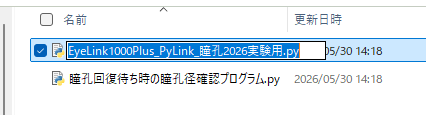 名前 更新日時
EyeLink1000Plus_PyLink_瞳孔2026実験用.py /05/30 14:18
瞳孔回復待ち時の瞳孔径確認プログラム.py 2026/05/30 14:18